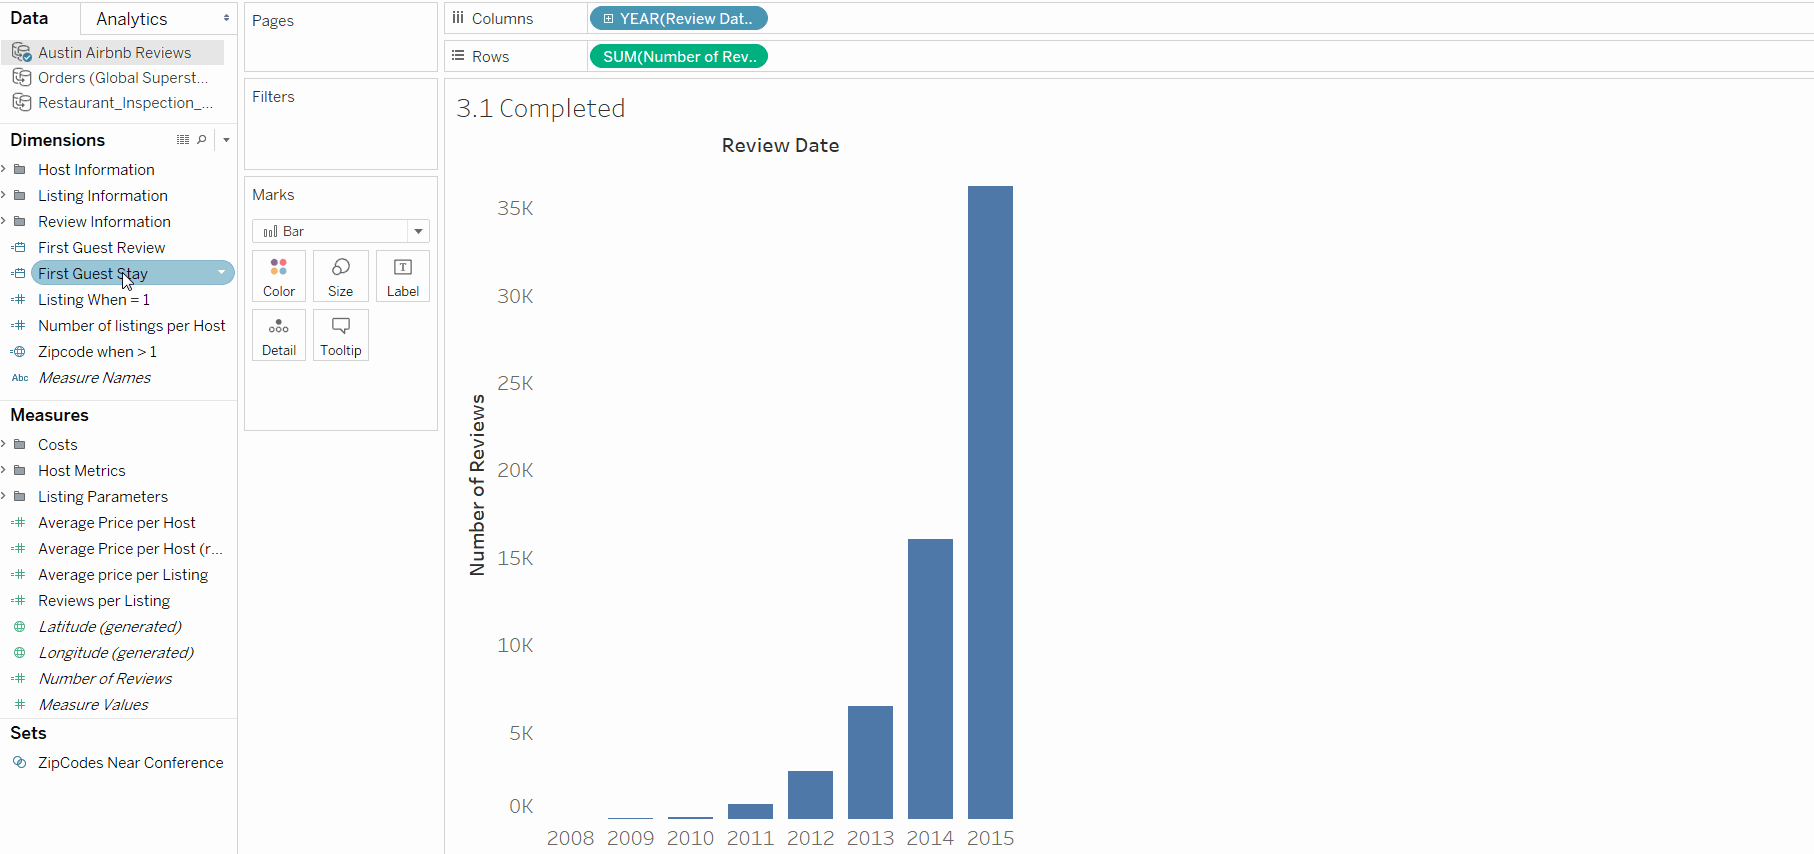 Data
Analytics
Austin Airbnb Reviews
Orders (Global Superst...
Restaurant_Inspection_...
Dimensions
Host Information
Listing Information
Review Information
First Guest Review
First Guest Stay
Listing When = 1
Number of listings per Host
Zipcode when > 1
Abc Measure Names
Measures
Costs
Host Metrics
Listing Parameters
Average Price per Host
Average Price per Host (r...
Average price per Listing
Reviews per Listing
Latitude (generated)
Longitude (generated)
Number of Reviews
Measure Values
Sets
ZipCodes Near Conference
Pages
Filters
Marks
Bar
Color Size Label
Detail Tooltip
Columns YEAR(Review Dat..
Rows SUM(Number of Rev..
3.1 Completed
Review Date
Number of Reviews
35K
30K
25K
20K
15K
10K
5K
0K
2008 2009 2010 2011 2012 2013 2014 2015